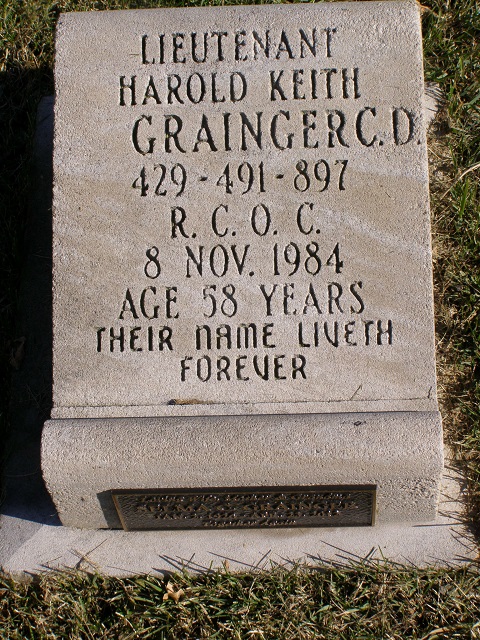 LIEUTENANT
HAROLD KEITH
GRAINGER C.D.
429-491-897
R. C. O. C.
8 NOV. 1984
AGE 58 YEARS
THEIR NAME LIVETH
FOREVER